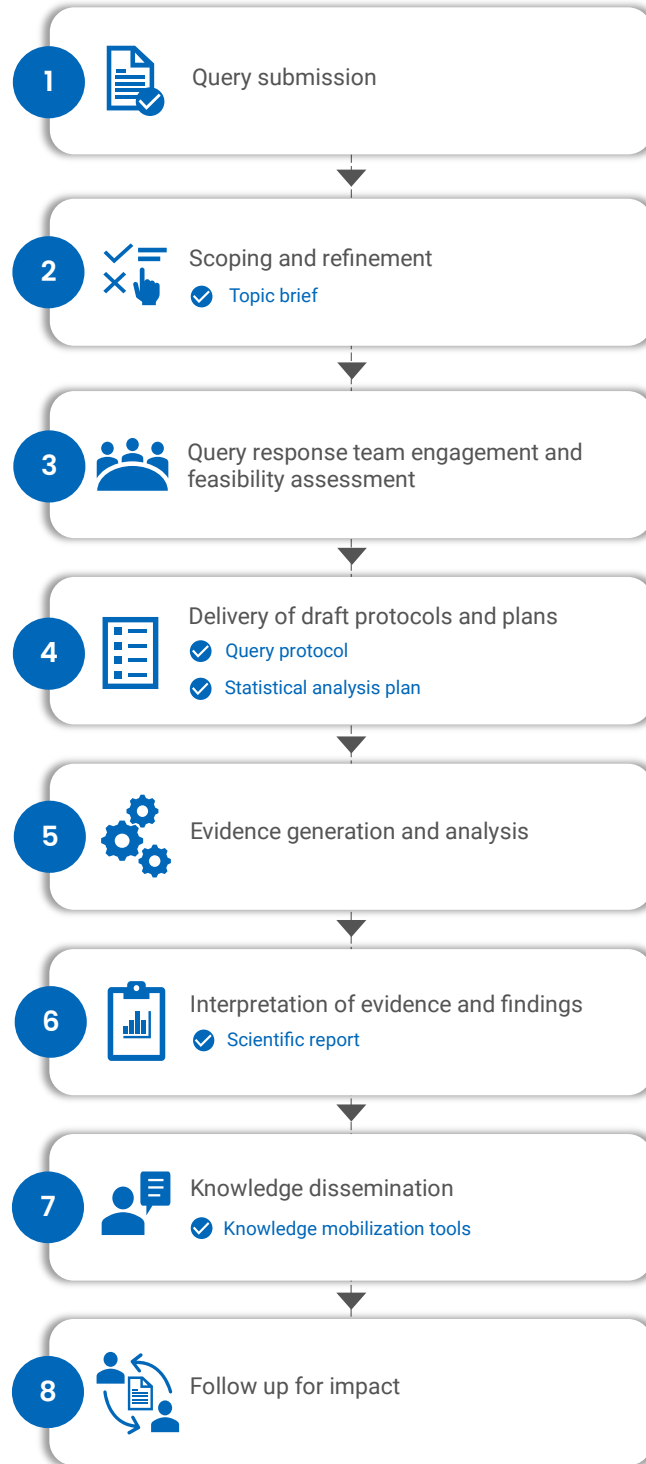 1
Query submission
2
Scoping and refinement
Topic brief
3
Query response team engagement and
feasibility assessment
4
Delivery of draft protocols and plans
Query protocol
Statistical analysis plan
5
Evidence generation and analysis
6
Interpretation of evidence and findings
Scientific report
7
Knowledge dissemination
Knowledge mobilization tools
8
Follow up for impact